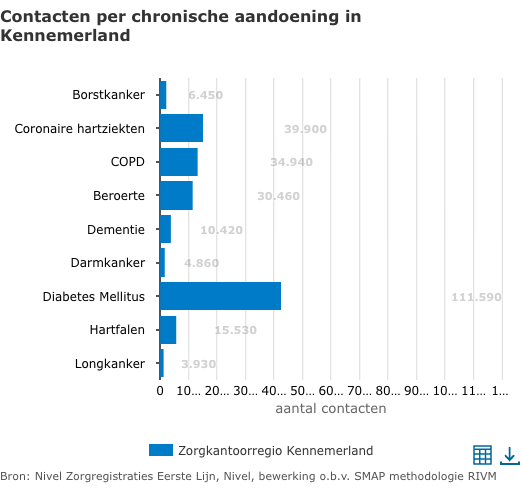 Contacten per chronische aandoening in
Kennemerland
Borstkanker 6.450
Coronaire hartziekten 39.900
COPD 34.940
Beroerte 30.460
Dementie 10.420
Darmkanker 4.860
Diabetes Mellitus 111.590
Hartfalen 15.530
Longkanker 3.930
0 10… 20… 30… 40… 50… 60… 70… 80… 90… 10… 11… 1…
aantal contacten
Zorgkantoorregio Kennemerland
Bron: Nivel Zorgregistraties Eerste Lijn, Nivel, bewerking o.b.v. SMAP methodologie RIVM